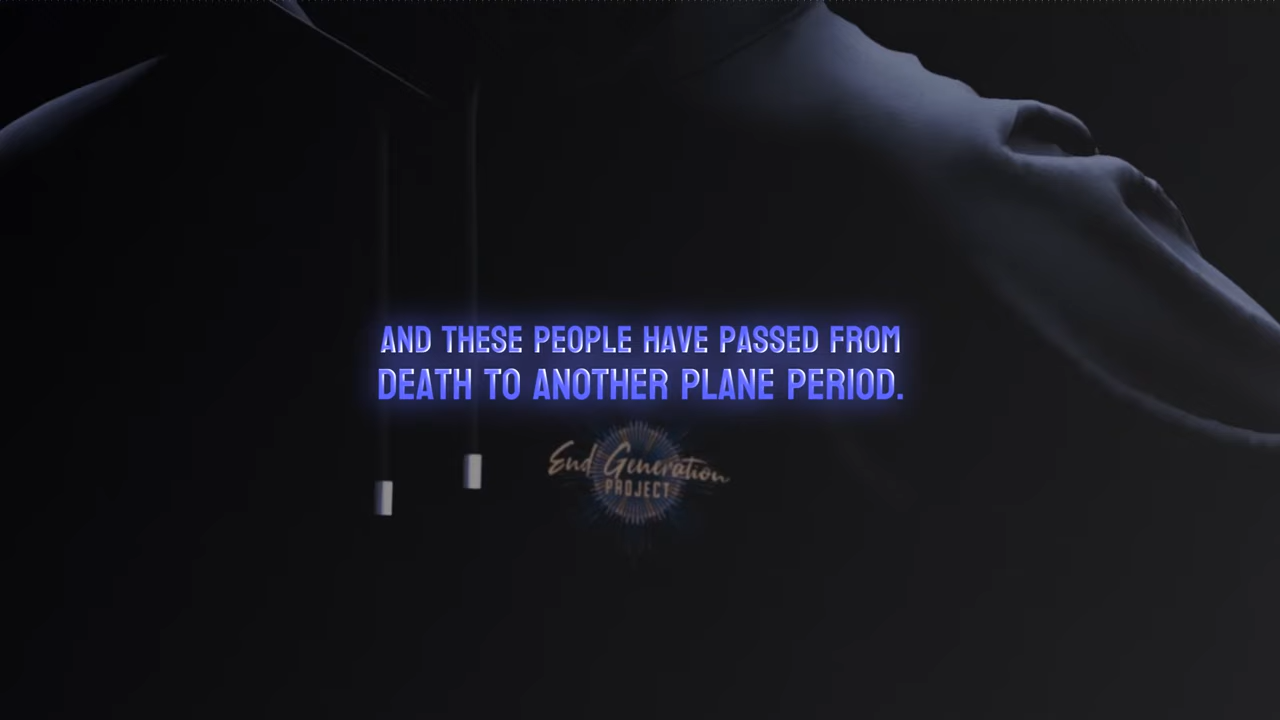 AND THESE PEOPLE HAVE PASSED FROM
DEATH TO ANOTHER PLANE PERIOD.
End Generation
PROJECT